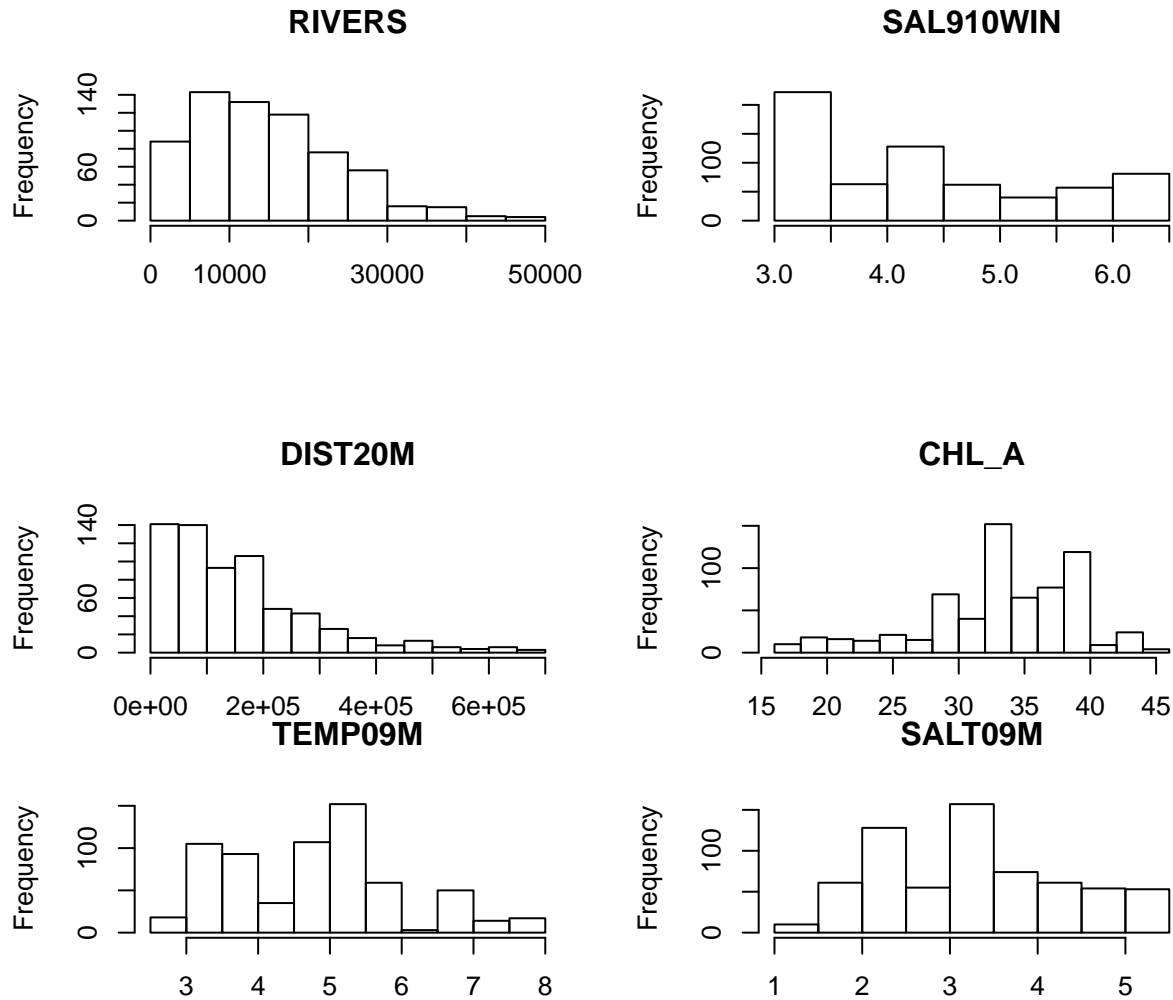 RIVERS
Frequency
0 60 140
0 10000 30000 50000
SAL910WIN
Frequency
0 100
3.0 4.0 5.0 6.0
DIST20M
Frequency
0 60 140
0e+00 2e+05 4e+05 6e+05
CHL_A
Frequency
0 100
15 20 25 30 35 40 45
TEMP09M
Frequency
0 100
3 4 5 6 7 8
SALT09M
Frequency
0 100
1 2 3 4 5